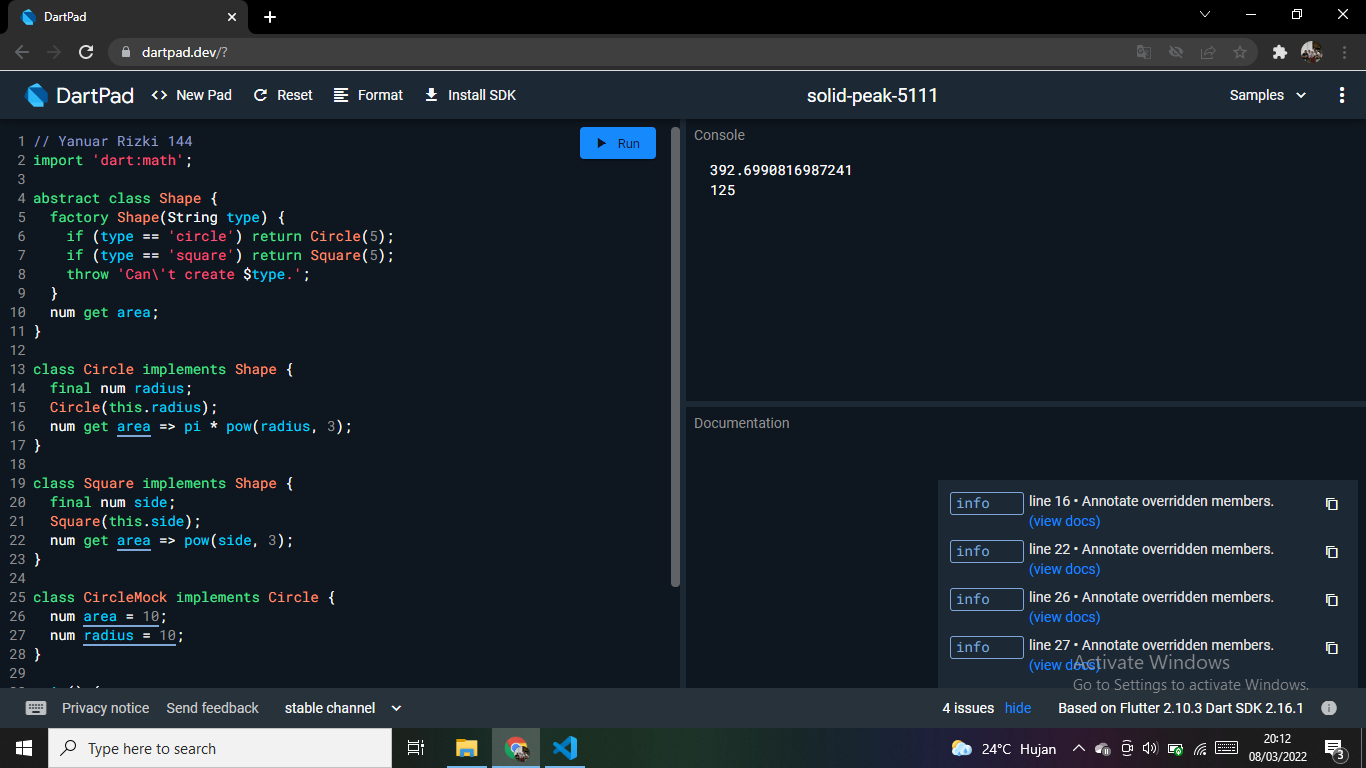 DartPad
dartpad.dev/?
DartPad
<> New Pad
Reset
Format
Install SDK
solid-peak-5111
Samples
Run
1 // Yanuar Rizki 144
2 import 'dart:math';
3
4 abstract class Shape {
5 factory Shape(String type) {
6 if (type == 'circle') return Circle(5);
7 if (type == 'square') return Square(5);
8 throw 'Can\'t create $type.';
9 }
10 num get area;
11 }
12
13 class Circle implements Shape {
14 final num radius;
15 Circle(this.radius);
16 num get area => pi * pow(radius, 3);
17 }
18
19 class Square implements Shape {
20 final num side;
21 Square(this.side);
22 num get area => pow(side, 3);
23 }
24
25 class CircleMock implements Circle {
26 num area = 10;
27 num radius = 10;
28 }
29
Console
392.6990816987241
125
Documentation
info line 16 • Annotate overridden members.
(view docs)
info line 22 • Annotate overridden members.
(view docs)
info line 26 • Annotate overridden members.
(view docs)
info line 27 • Annotate overridden members.
(view docs)
Activate Windows
Go to Settings to activate Windows.
Privacy notice
Send feedback
stable channel
4 issues hide
Based on Flutter 2.10.3 Dart SDK 2.16.1
Type here to search
24°C Hujan
20:12
08/03/2022
3